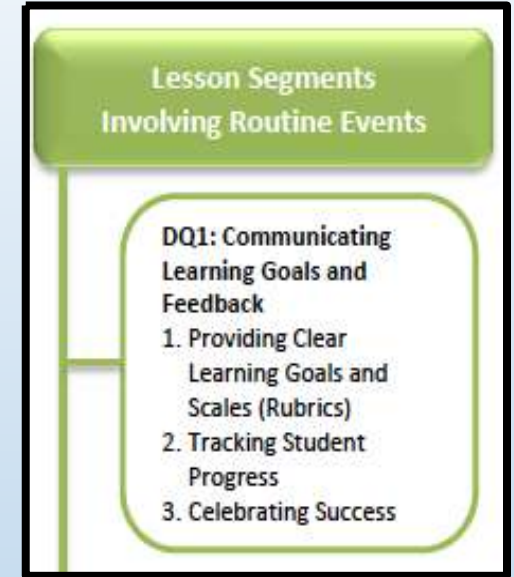 Lesson Segments
Involving Routine Events
DQ1: Communicating
Learning Goals and
Feedback
1. Providing Clear
Learning Goals and
Scales (Rubrics)
2. Tracking Student
Progress
3. Celebrating Success